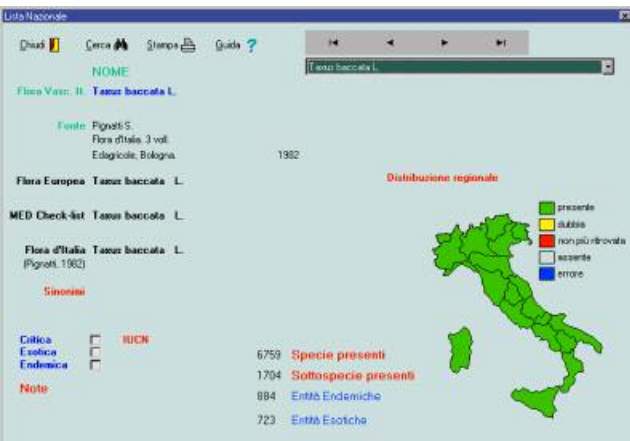 Lista Nazionale
Chiudi Cerca Stampa Guida ?
Taxus baccata L.
NOME
Flora Vasc. It. Taxus baccata L.
Fonte Pignatti S.
Flora d'Italia, 3 voll.
Edagricole, Bologna. 1982
Distribuzione regionale
Flora Europea Taxus baccata L.
MED Check-list Taxus baccata L.
Flora d'Italia Taxus baccata L.
(Pignatti, 1982)
Sinonimi
presente
dubbia
non più ritrovata
assente
errore
Critica IUCN
Esotica
Endemica
Note
6759 Specie presenti
1704 Sottospecie presenti
884 Entità Endemiche
723 Entità Esotiche